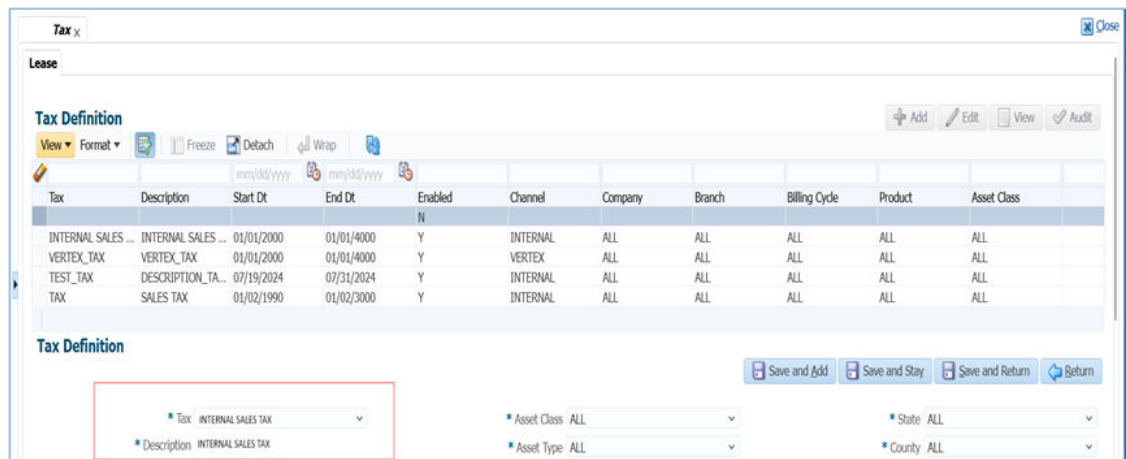 Tax x
Close
Lease
Tax Definition
Add Edit View Audit
View Format Freeze Detach Wrap
mm/dd/yyyy mm/dd/yyyy
Tax Description Start Dt End Dt Enabled Channel Company Branch Billing Cycle Product Asset Class
N
INTERNAL SALES ... INTERNAL SALES ... 01/01/2000 01/01/4000 Y INTERNAL ALL ALL ALL ALL ALL
VERTEX_TAX VERTEX_TAX 01/01/2000 01/01/4000 Y VERTEX ALL ALL ALL ALL ALL
TEST_TAX DESCRIPTION_TA... 07/19/2024 07/31/2024 Y INTERNAL ALL ALL ALL ALL ALL
TAX SALES TAX 01/02/1990 01/02/3000 Y INTERNAL ALL ALL ALL ALL ALL
Tax Definition
Save and Add Save and Stay Save and Return Return
* Tax INTERNAL SALES TAX * Asset Class ALL * State ALL
* Description INTERNAL SALES TAX * Asset Type ALL * County ALL